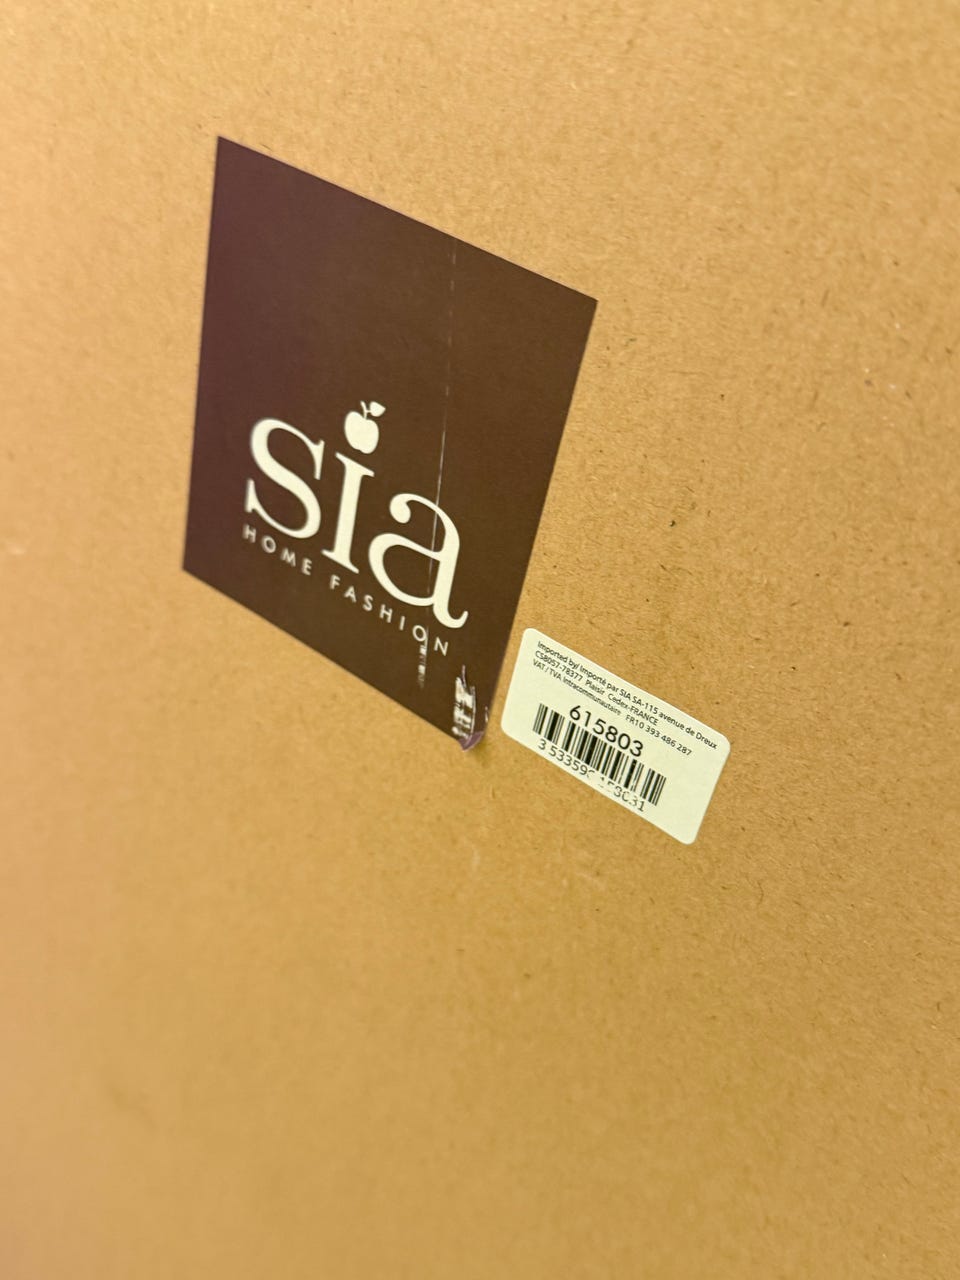 sia
HOME FASHION
Imported by/ Importé par SIA SA-115 avenue de Dreux
CS8057-78377 Plaisir Cedex-FRANCE
VAT / TVA Intracommunautaire FR10 393 486 287
615803